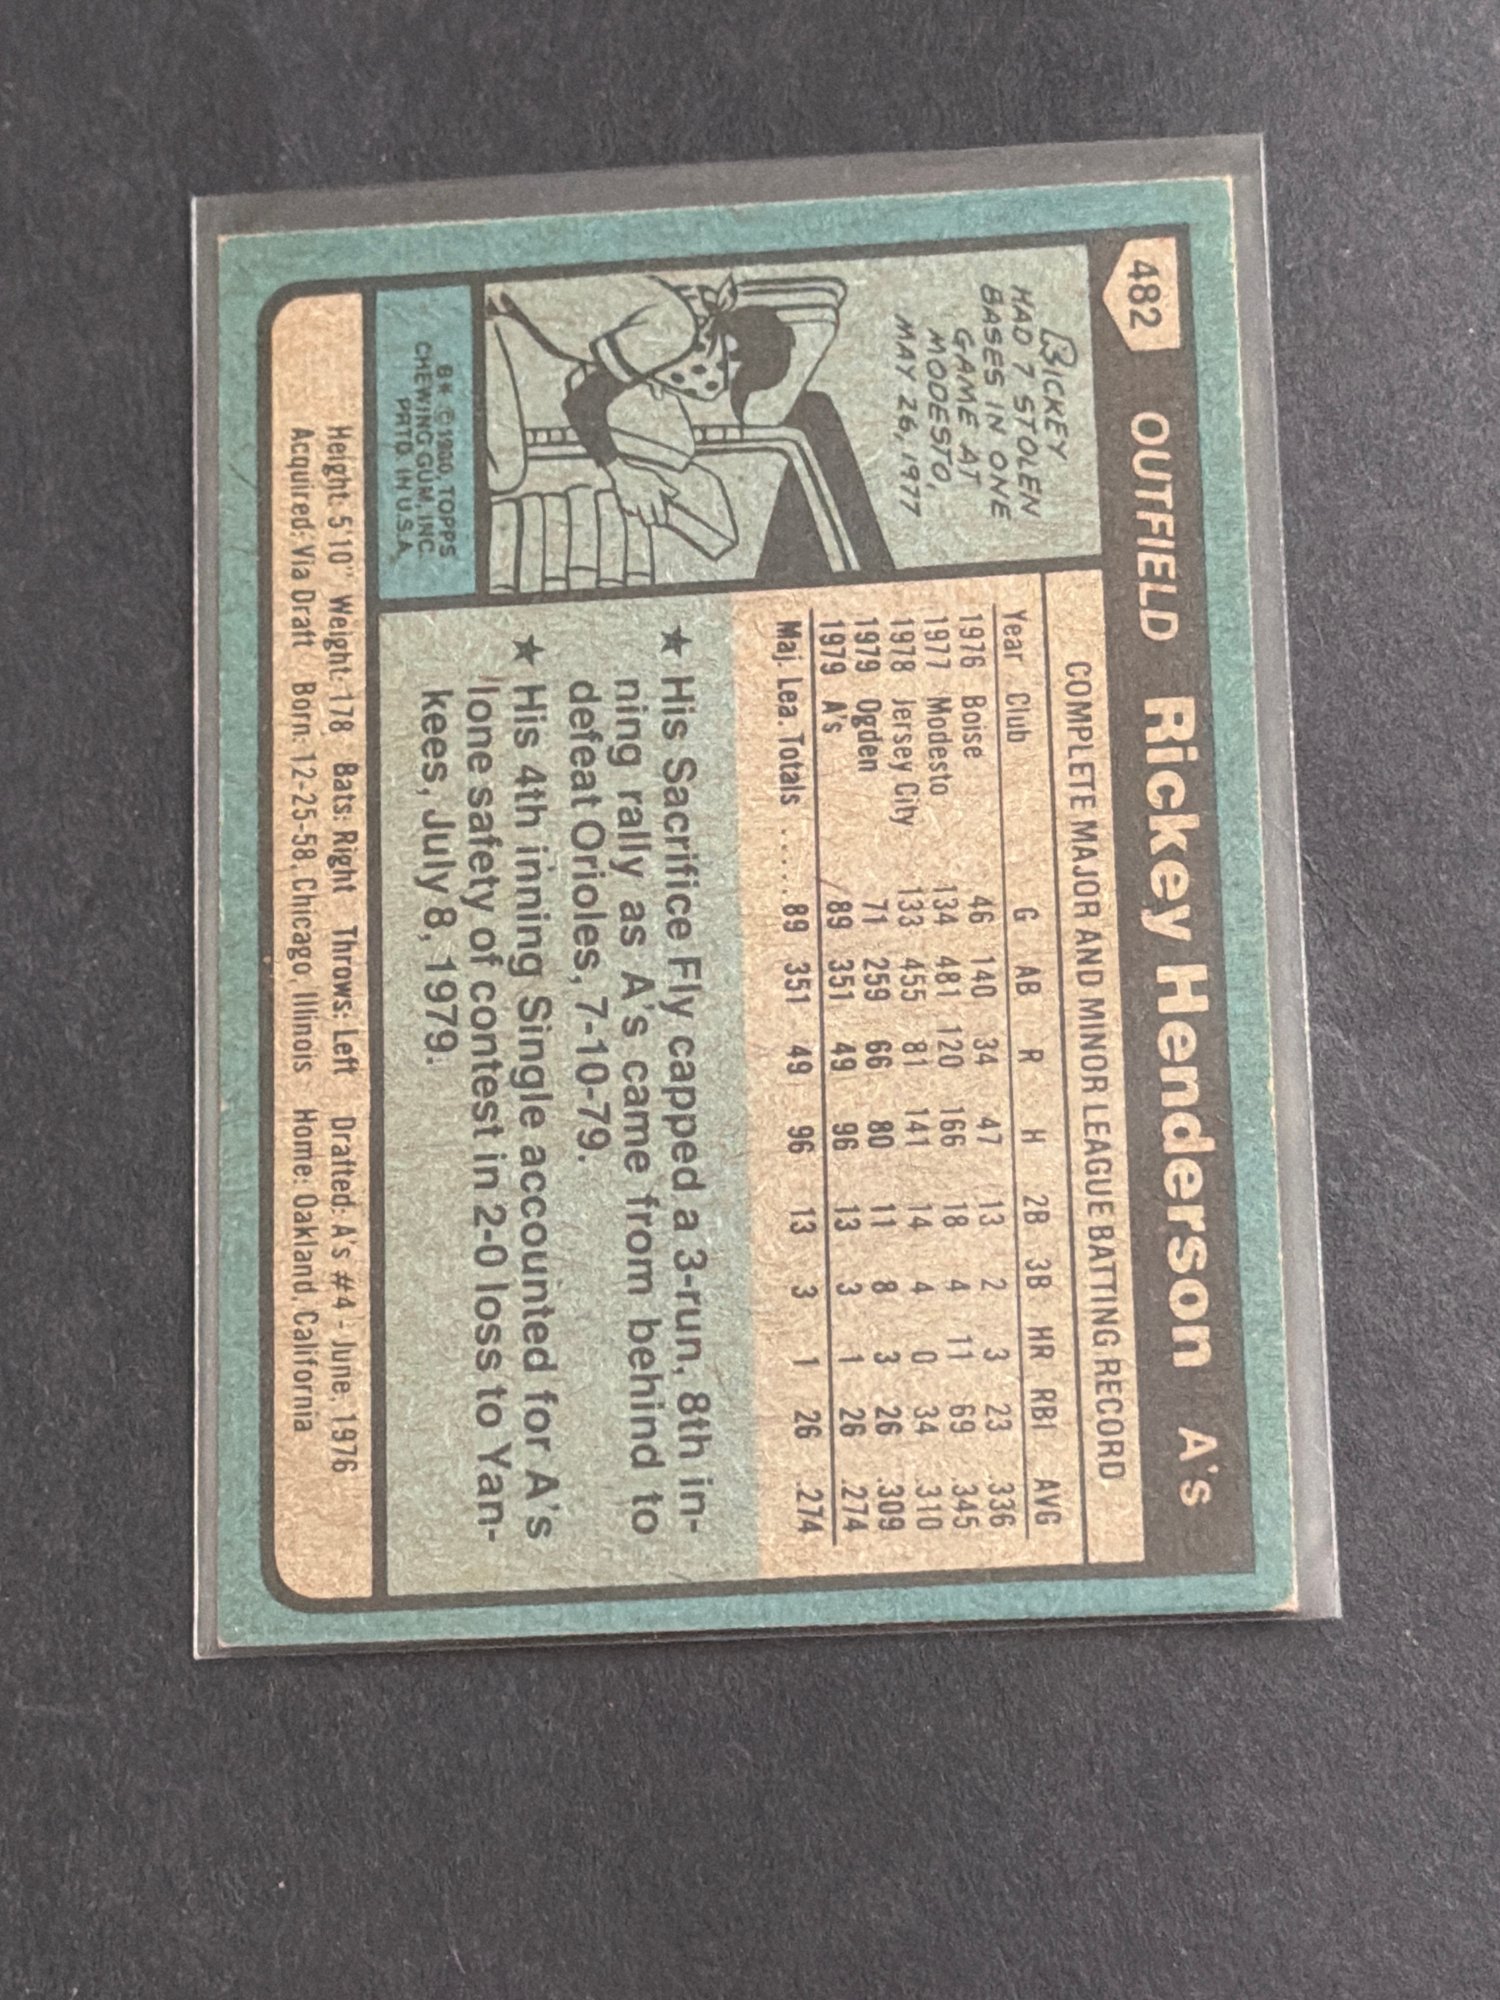 482 OUTFIELD Rickey Henderson A's
RICKEY
HAD 7 STOLEN
BASES IN ONE
GAME AT
MODESTO,
MAY 26, 1977
8✻ © 1980, TOPPS
CHEWING GUM, INC.
PRTD. IN U.S.A.
COMPLETE MAJOR AND MINOR LEAGUE BATTING RECORD
Year Club G AB R H 2B 3B HR RBI AVG
1976 Boise 46 140 34 47 13 2 3 23 .336
1977 Modesto 134 481 120 166 18 4 11 69 .345
1978 Jersey City 133 455 81 141 14 4 0 34 .310
1979 Ogden 71 259 66 80 11 8 3 26 .309
1979 A's 89 351 49 96 13 3 1 26 .274
Maj. Lea. Totals ..... 89 351 49 96 13 3 1 26 .274
★ His Sacrifice Fly capped a 3-run, 8th in-
ning rally as A's came from behind to
defeat Orioles, 7-10-79.
★ His 4th inning Single accounted for A's
lone safety of contest in 2-0 loss to Yan-
kees, July 8, 1979.
Height: 5'10" Weight: 178 Bats: Right Throws: Left Drafted: A's #4 - June, 1976
Acquired: Via Draft Born: 12-25-58, Chicago, Illinois Home: Oakland, California